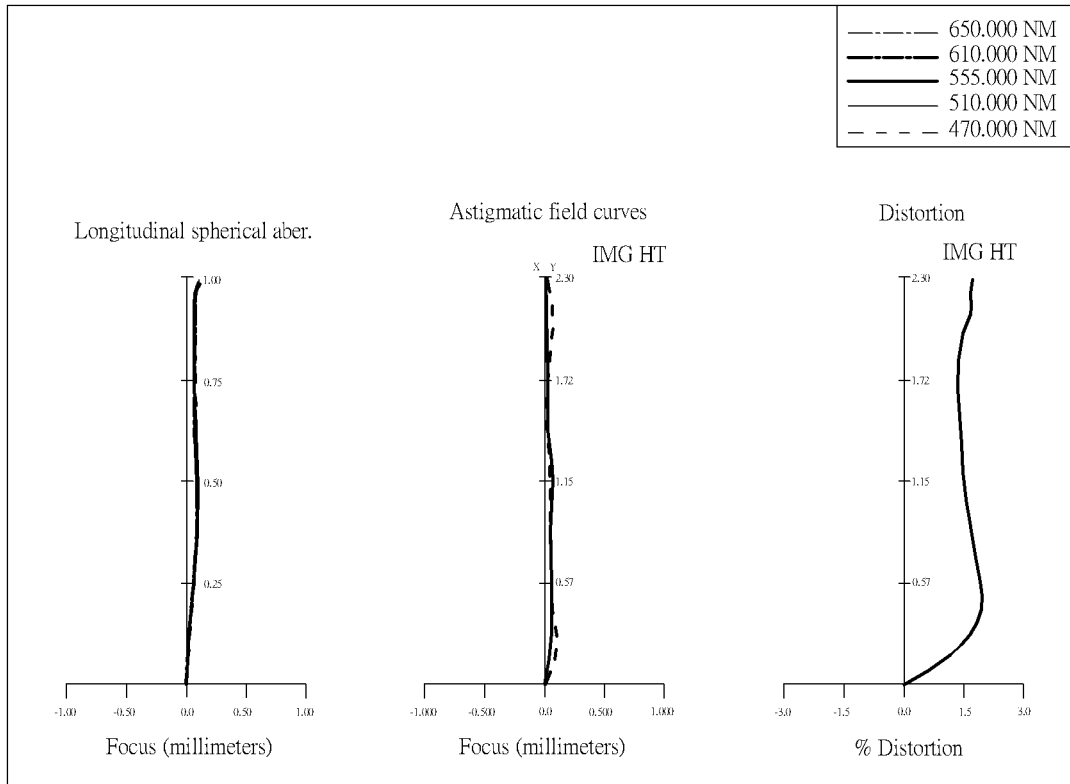 650.000 NM
610.000 NM
555.000 NM
510.000 NM
470.000 NM
Longitudinal spherical aber.
1.00
0.75
0.50
0.25
-1.00 -0.50 0.0 0.50 1.00
Focus (millimeters)
Astigmatic field curves
IMG HT
X Y
2.30
1.72
1.15
0.57
-1.000 -0.500 0.0 0.500 1.000
Focus (millimeters)
Distortion
IMG HT
2.30
1.72
1.15
0.57
-3.0 -1.5 0.0 1.5 3.0
% Distortion